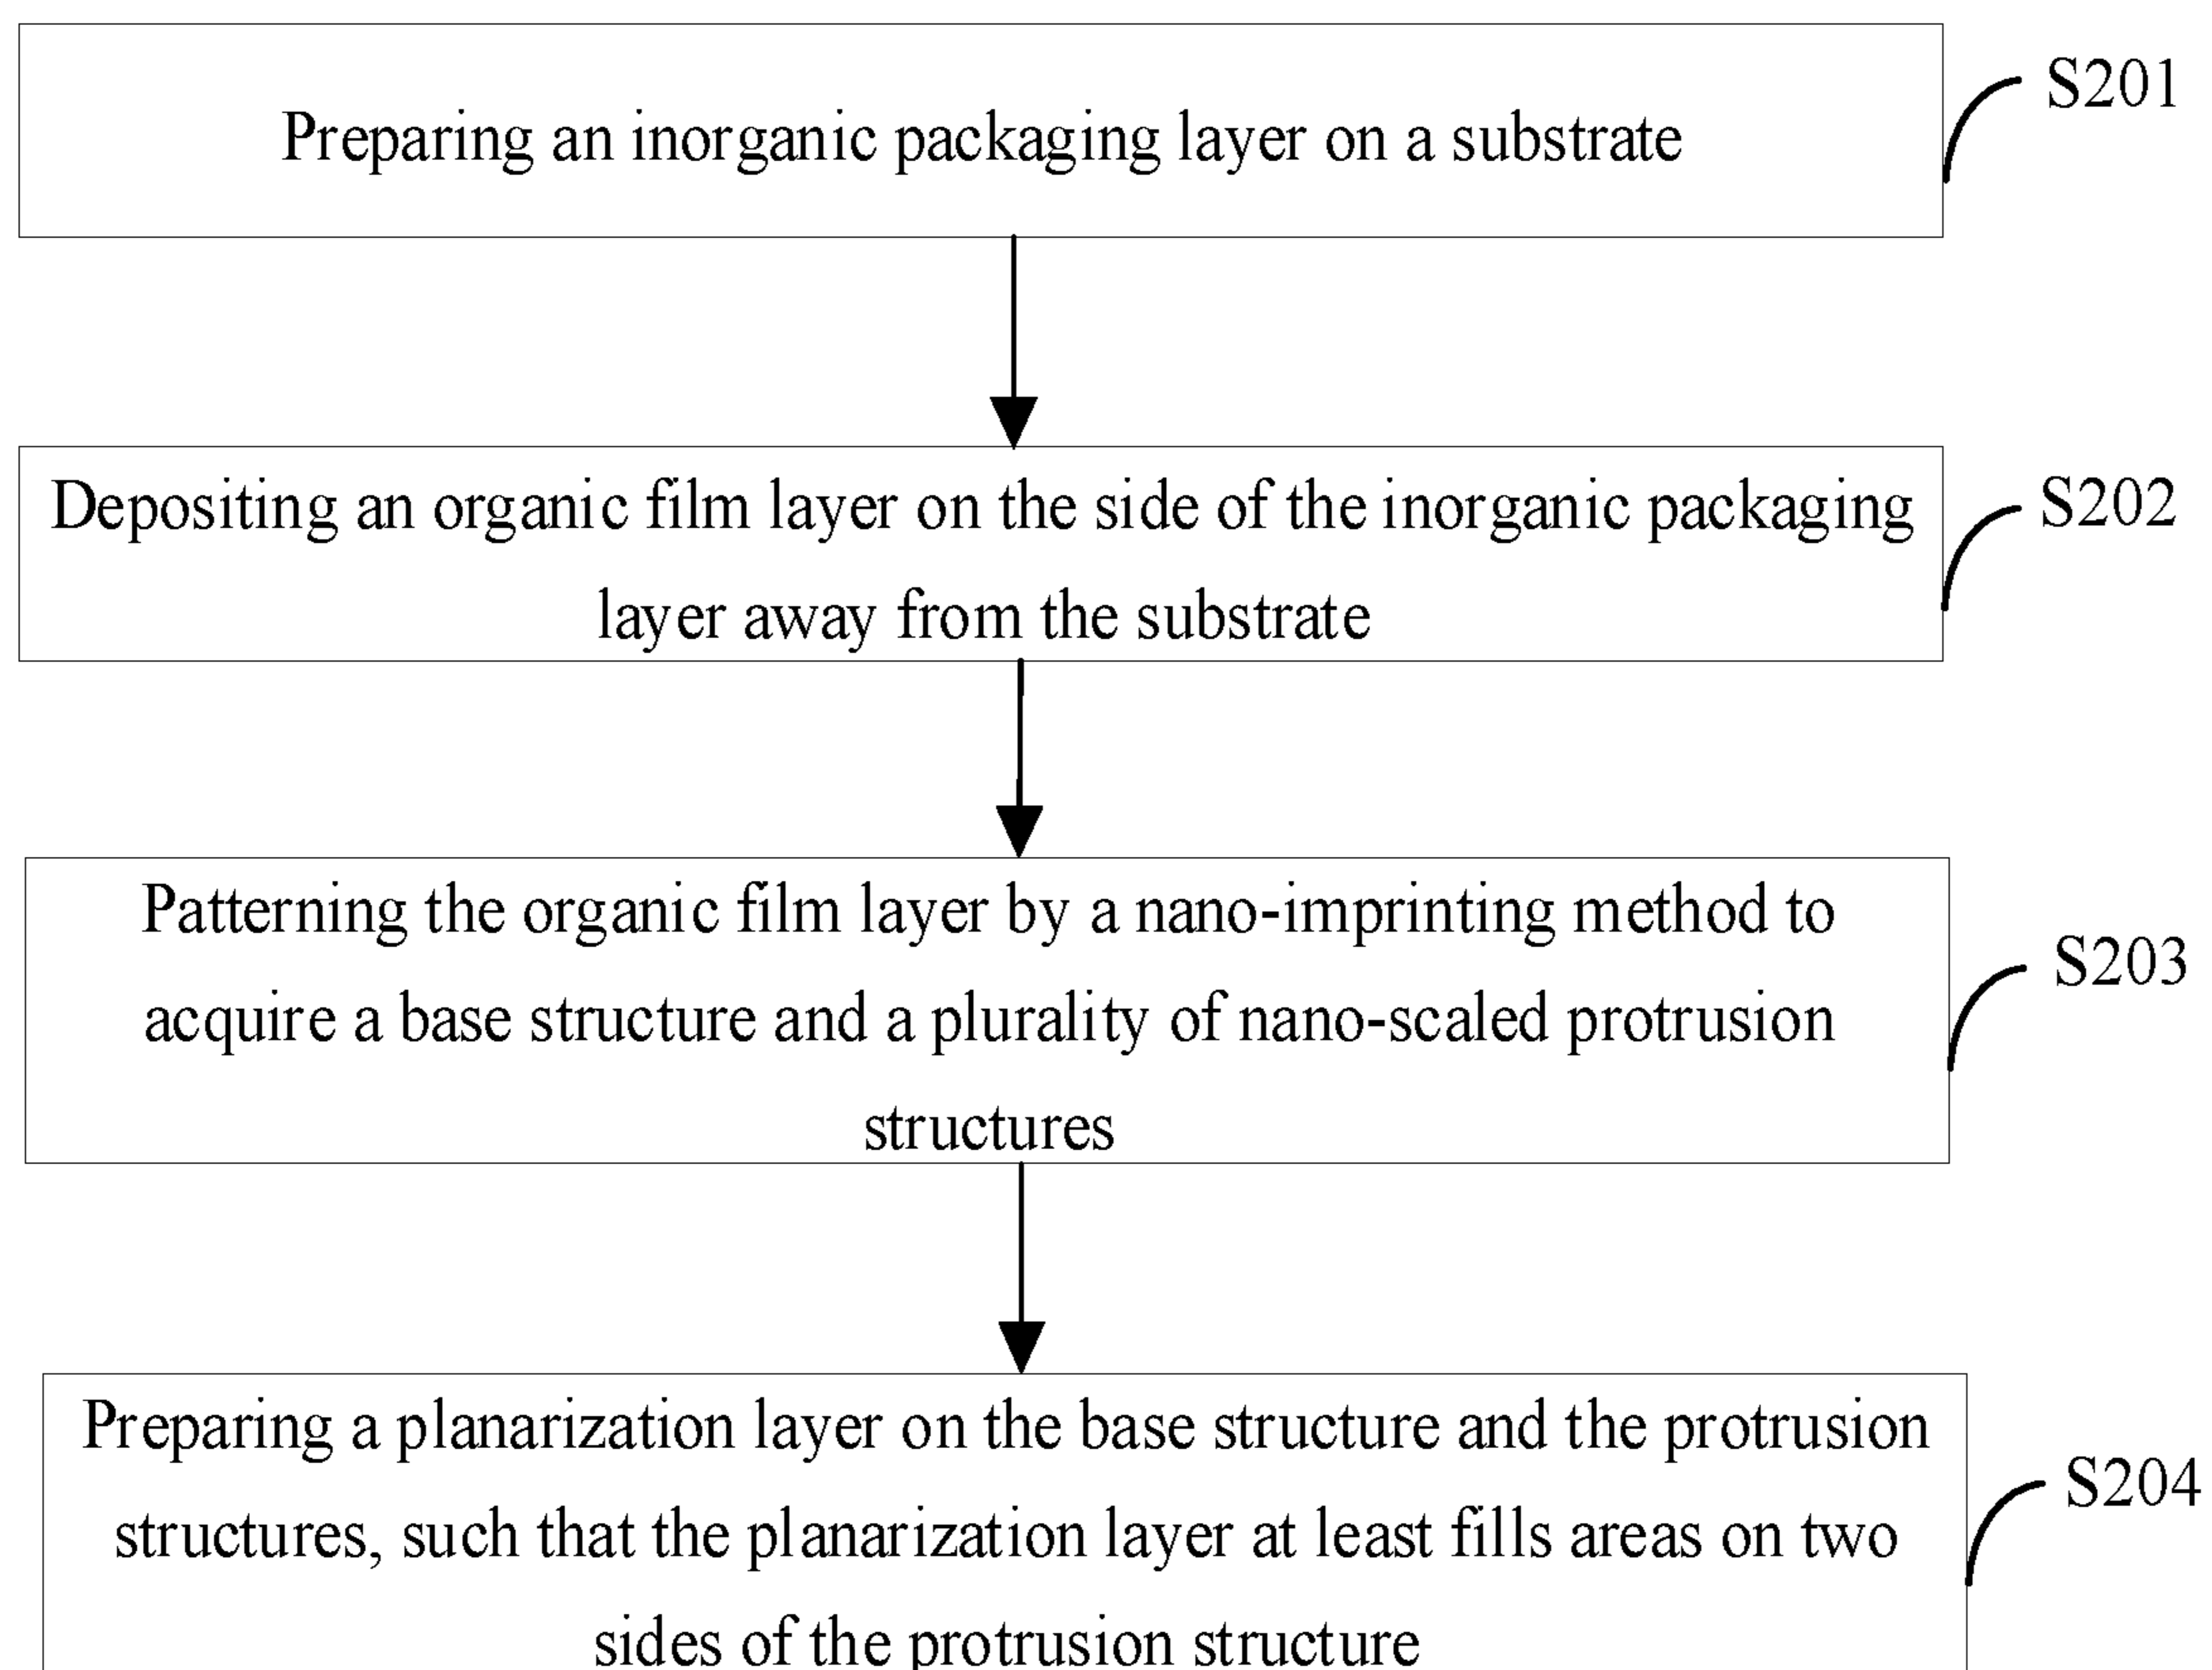 Preparing an inorganic packaging layer on a substrate
S201
Depositing an organic film layer on the side of the inorganic packaging
layer away from the substrate
S202
Patterning the organic film layer by a nano-imprinting method to
acquire a base structure and a plurality of nano-scaled protrusion
structures
S203
Preparing a planarization layer on the base structure and the protrusion
structures, such that the planarization layer at least fills areas on two
sides of the protrusion structure
S204